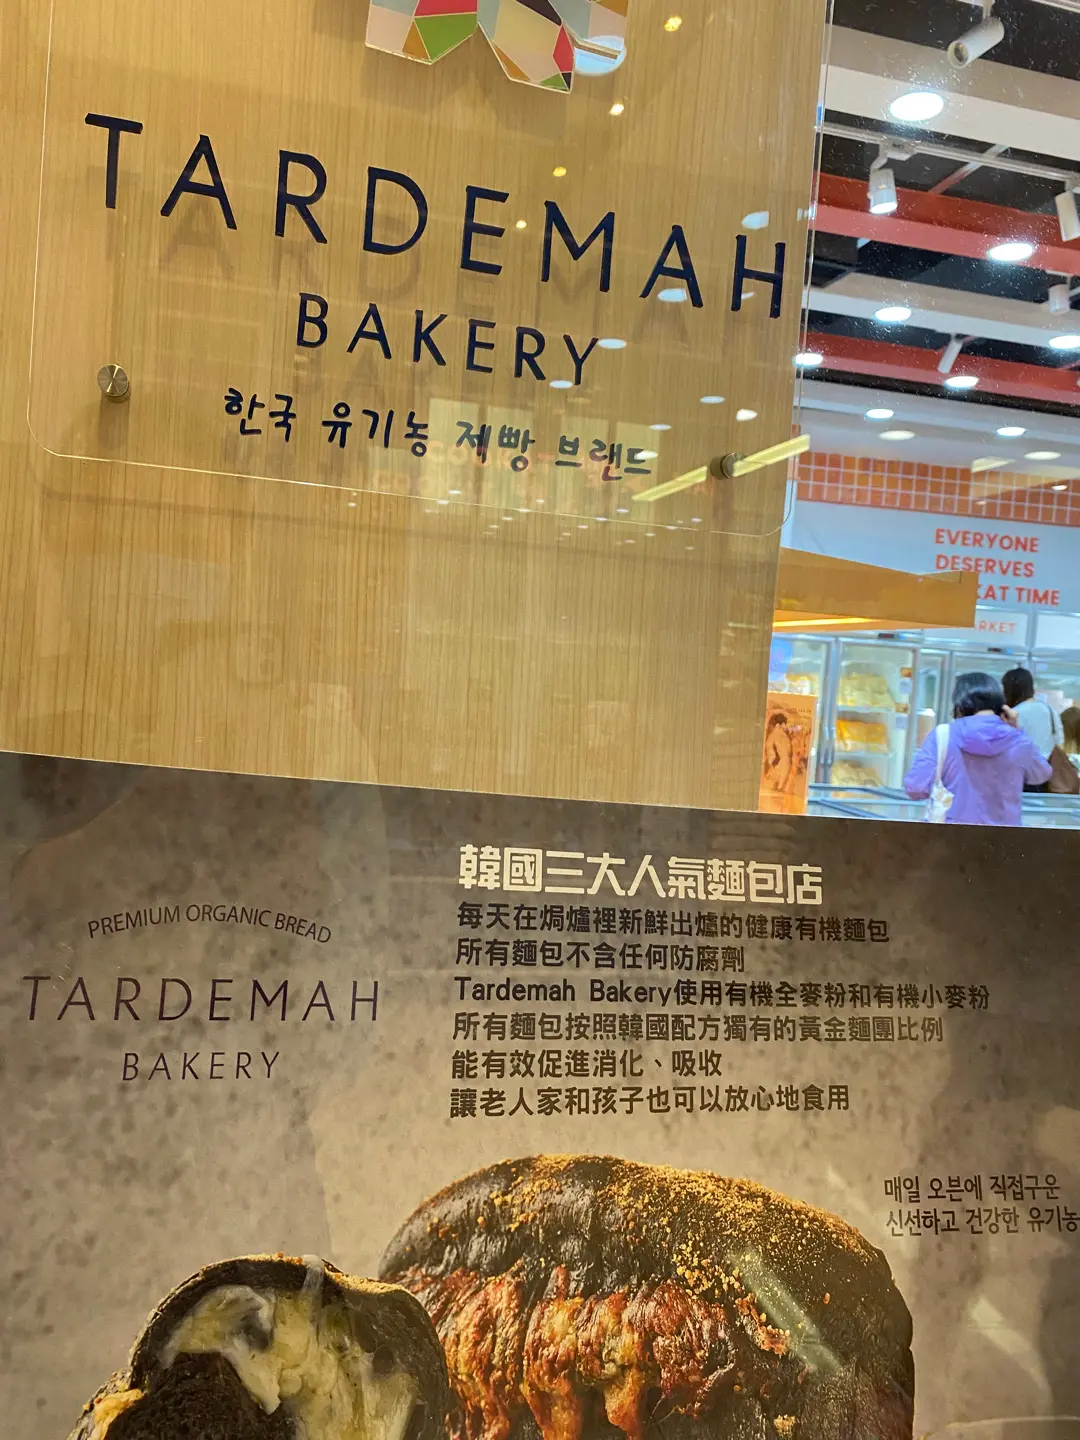 TARDEMAH
BAKERY
한국 유기농 제빵 브랜드
EVERYONE
DESERVES
KAT TIME
RKET
韓國三大人氣麵包店
每天在焗爐裡新鮮出爐的健康有機麵包
所有麵包不含任何防腐劑
Tardemah Bakery使用有機全麥粉和有機小麥粉
所有麵包按照韓國配方獨有的黃金麵團比例
能有效促進消化、吸收
讓老人家和孩子也可以放心地食用
PREMIUM ORGANIC BREAD
TARDEMAH
BAKERY
매일 오븐에 직접구운
신선하고 건강한 유기농